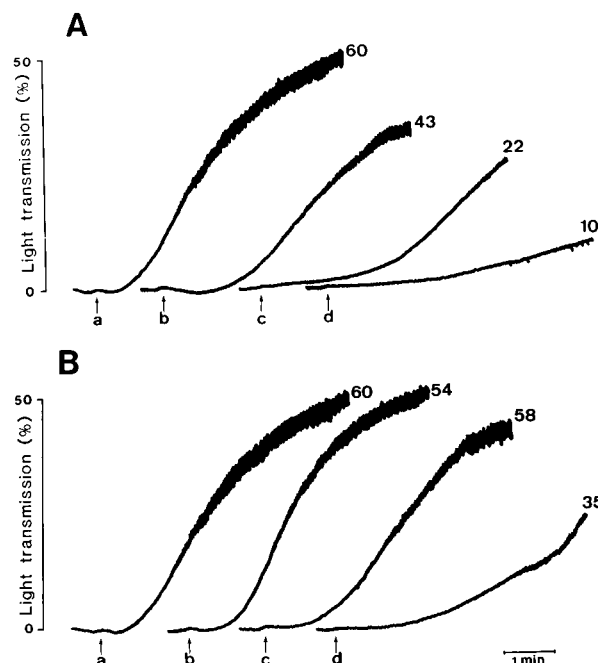 A
50
Light transmission (%)
0
60
43
22
10
a
b
c
d
B
50
Light transmission (%)
0
60
54
58
35
a
b
c
d
1 min